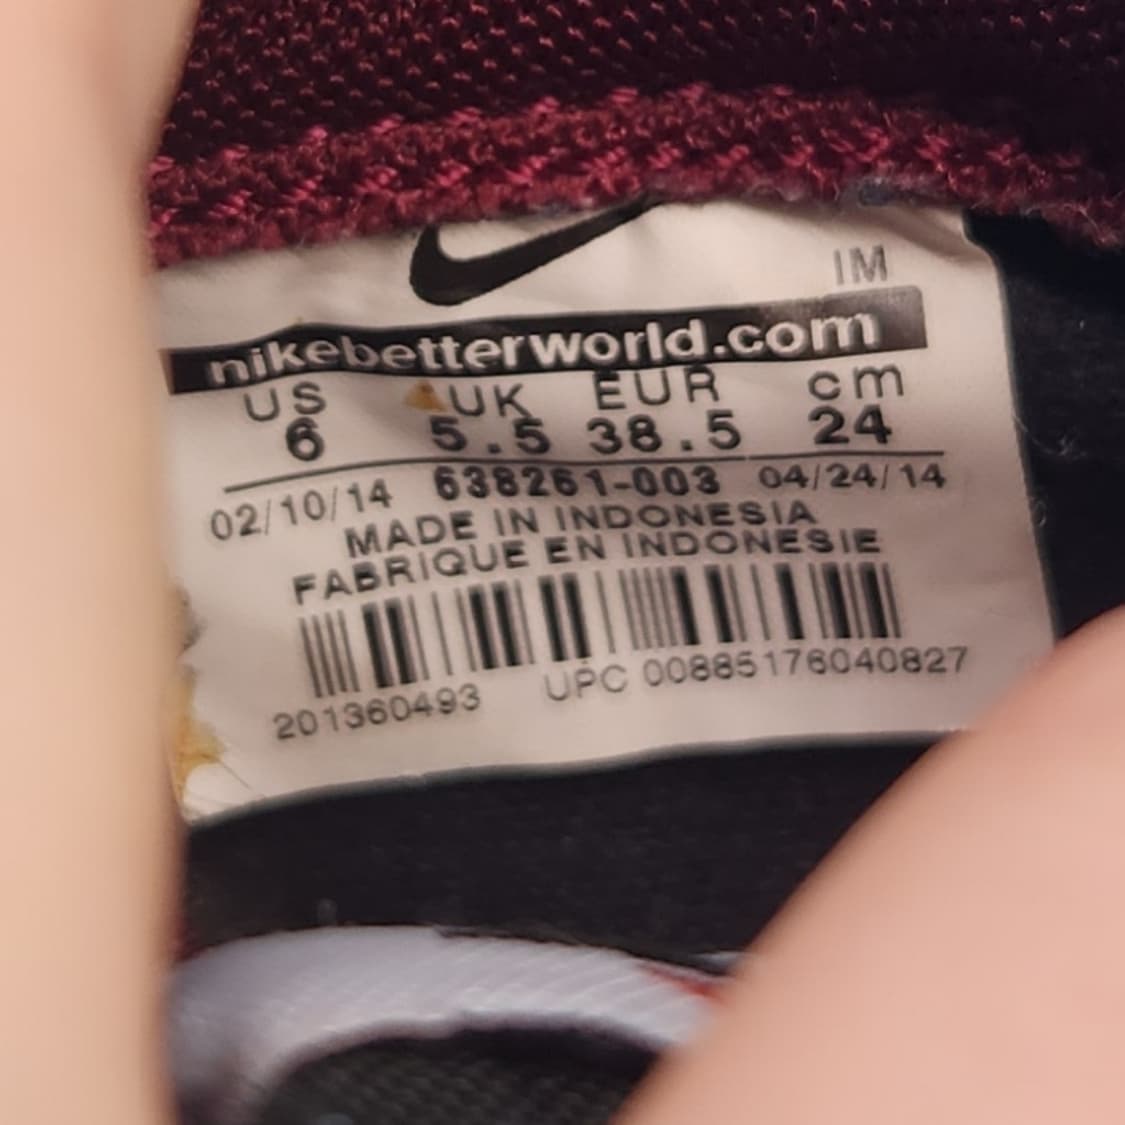 IM
nikebetterworld.com
US UK EUR cm
6 5.5 38.5 24
02/10/14 638261-003 04/24/14
MADE IN INDONESIA
FABRIQUE EN INDONESIE
201360493 UPC 00885176040827